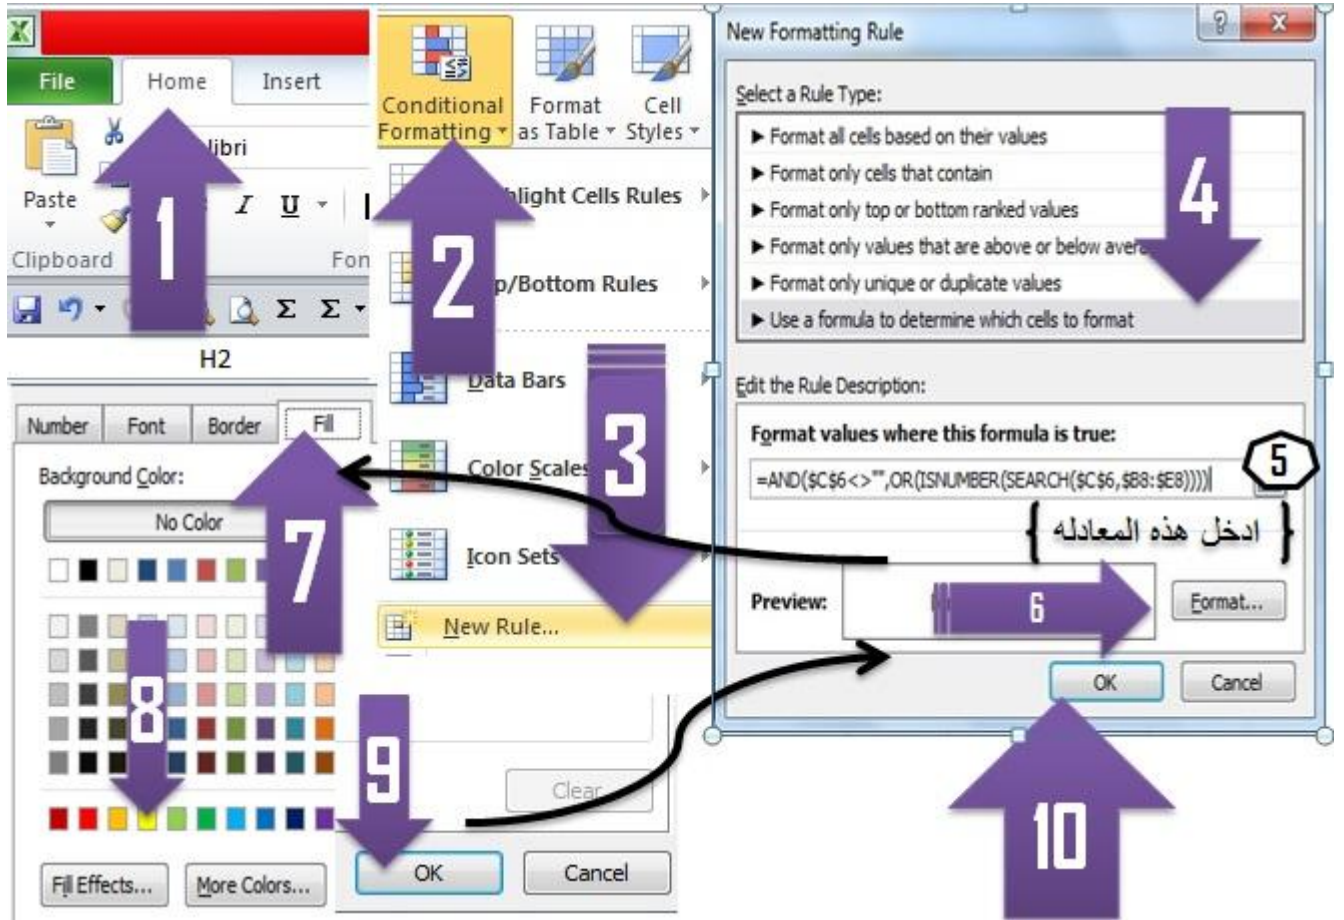 File Home Insert
Paste
I U
Clipboard
Σ Σ
H2
1
Conditional Formatting
Format as Table
Cell Styles
light Cells Rules
p/Bottom Rules
Data Bars
Color Scales
Icon Sets
New Rule...
2
3
New Formatting Rule
Select a Rule Type:
► Format all cells based on their values
► Format only cells that contain
► Format only top or bottom ranked values
► Format only values that are above or below
► Format only unique or duplicate values
► Use a formula to determine which cells to format
4
Edit the Rule Description:
Format values where this formula is true:
=AND($C$6<>"",OR(ISNUMBER(SEARCH($C$6,$B8:$E8))))
5
{ ادخل هذه المعادله }
Preview:
6
Format...
OK Cancel
10
Number Font Border Fill
Background Color:
No Color
7
8
Fill Effects... More Colors...
9
Clear
OK Cancel